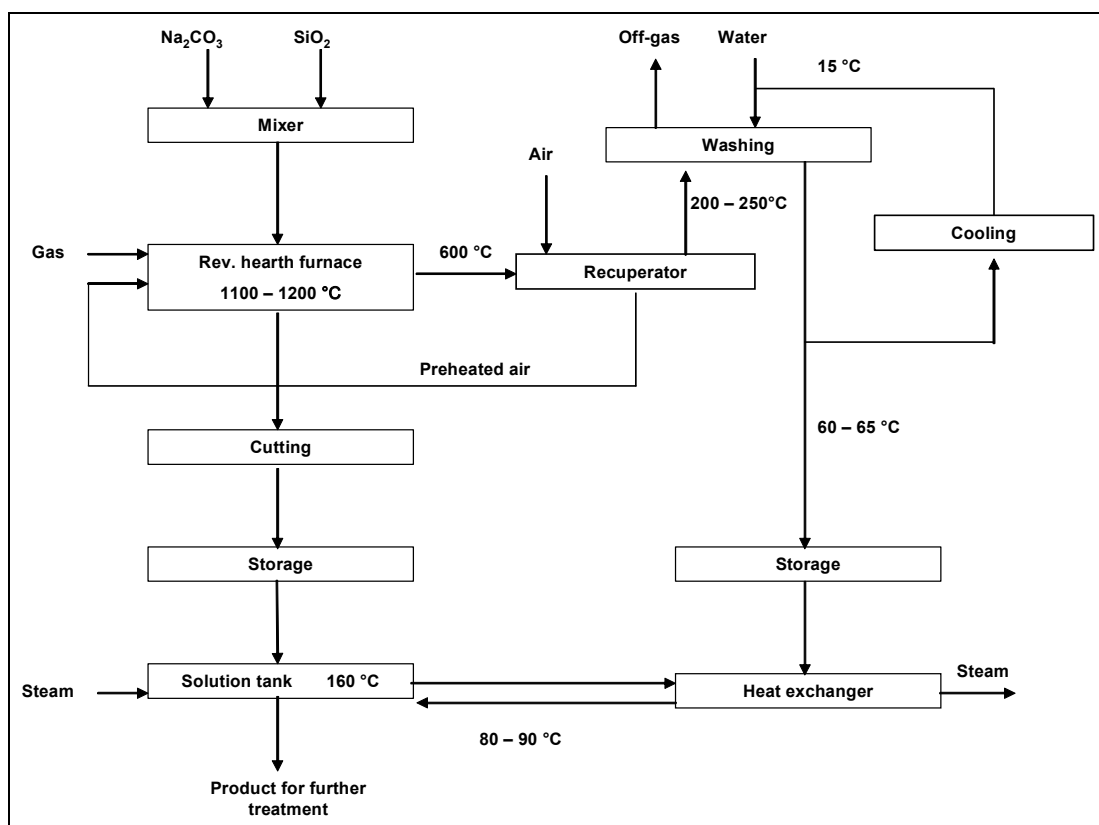 Na₂CO₃
SiO₂
Off-gas
Water
15 °C
Mixer
Washing
Air
200 – 250°C
Cooling
Gas
Rev. hearth furnace
1100 – 1200 °C
600 °C
Recuperator
Preheated air
60 – 65 °C
Cutting
Storage
Storage
Steam
Solution tank 160 °C
Heat exchanger
Steam
80 – 90 °C
Product for further
treatment